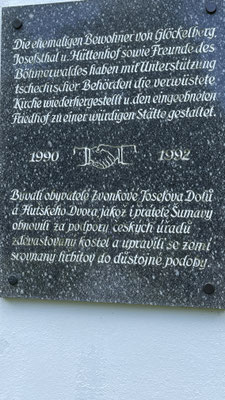 Die ehemaligen Bewohner von Glöckelberg,
Josefsthal u. Hüttenhof sowie Freunde des
Böhmerwaldes haben mit Unterstützung
tschechischer Behörden die verwüstete
Kirche wiederhergestellt u. den eingeebneten
Friedhof zu einer würdigen Stätte gestaltet.
1990 1992
Bývalí obyvatelé Zvonkové Josefova Dolu
a Huťského Dvora jakož i přátelé Šumavy
obnovili za podpory českých úřadů
zdevastovaný kostel a upravili se zemí
srovnaný hřbitov do důstojné podoby.